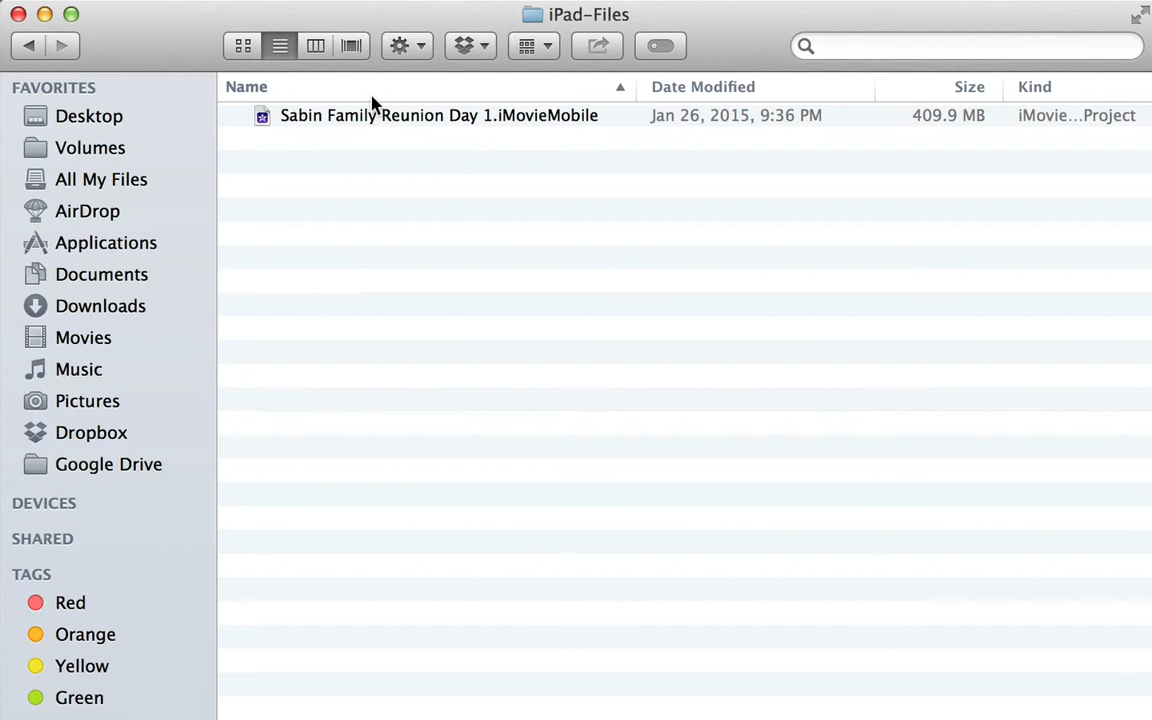 iPad-Files
Name
Date Modified
Size
Kind
Sabin Family Reunion Day 1.iMovieMobile
Jan 26, 2015, 9:36 PM
409.9 MB
iMovie...Project
FAVORITES
Desktop
Volumes
All My Files
AirDrop
Applications
Documents
Downloads
Movies
Music
Pictures
Dropbox
Google Drive
DEVICES
SHARED
TAGS
Red
Orange
Yellow
Green